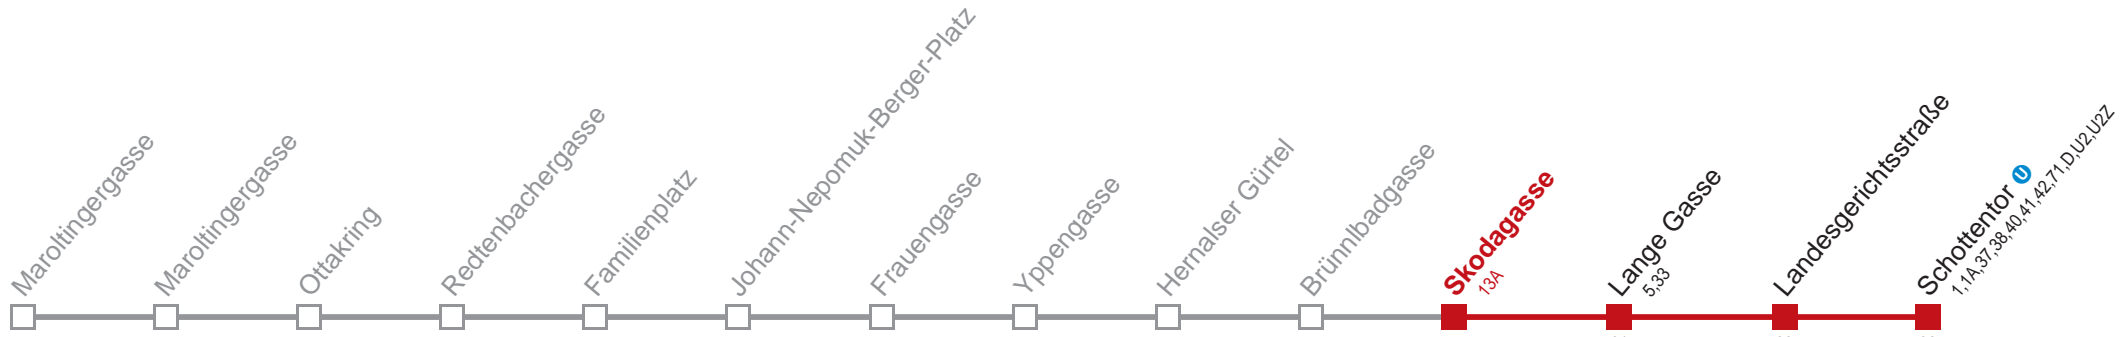 Maroltingergasse
Maroltingergasse
Ottakring
Redtenbachergasse
Familienplatz
Johann-Nepomuk-Berger-Platz
Frauengasse
Yppengasse
Hernalser Gürtel
Brünnlbadgasse
Skodagasse
13A
Lange Gasse
5,33
Landesgerichtsstraße
Schottentor U
1,1A,37,38,40,41,42,71,D,U2,U2Z